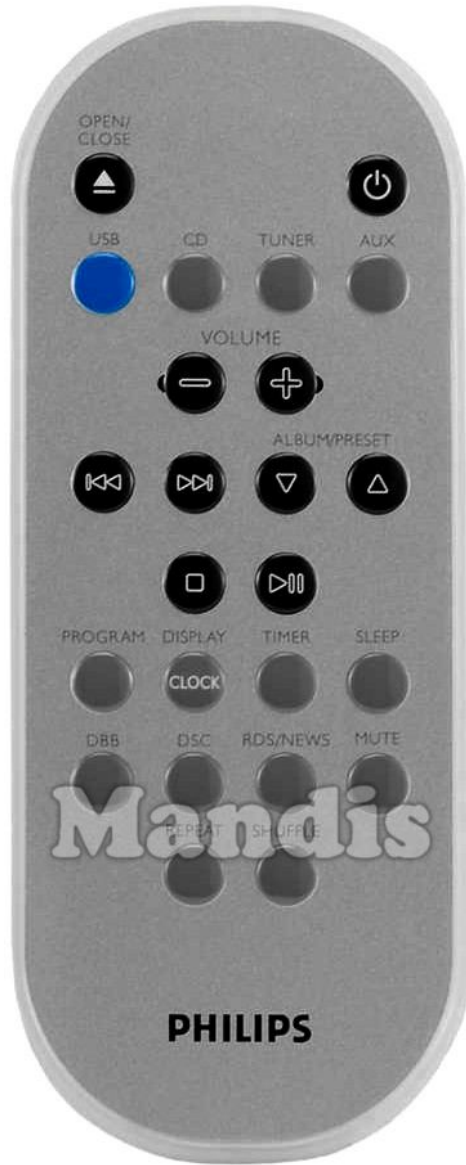 OPEN/
CLOSE
USB CD TUNER AUX
VOLUME
ALBUM/PRESET
PROGRAM DISPLAY TIMER SLEEP
CLOCK
DBB DSC RDS/NEWS MUTE
Mandis
REPEAT SHUFFLE
PHILIPS